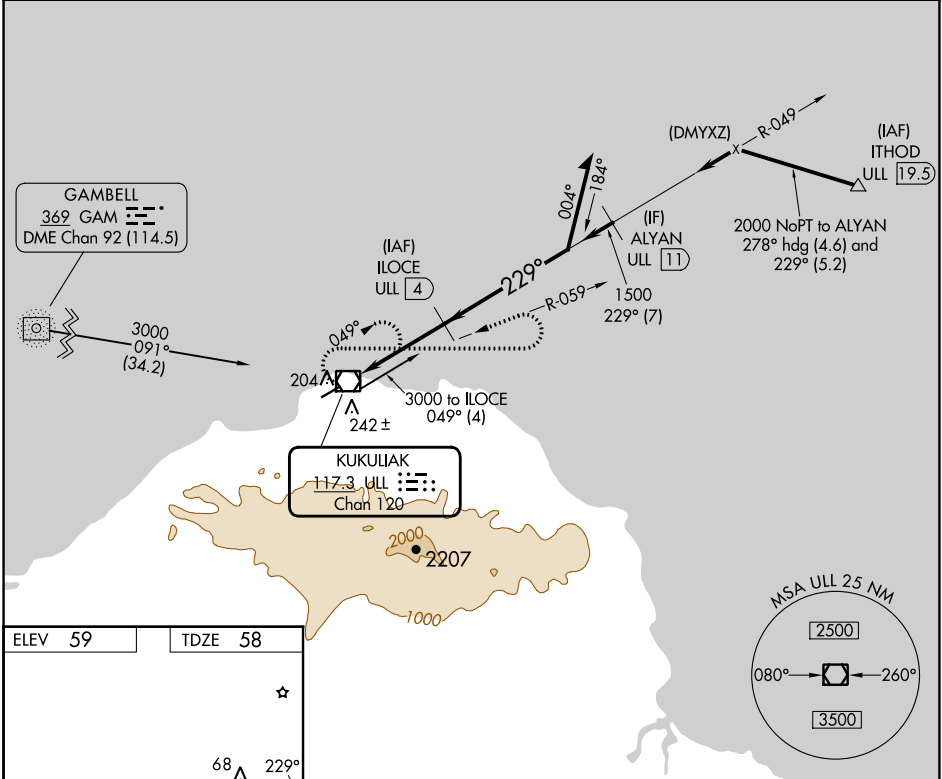 (DMYXZ)
R-049
(IAF)
ITHOD
ULL 19.5
2000 NoPT to ALYAN
278° hdg (4.6) and
229° (5.2)
004°
184°
(IF)
ALYAN
ULL 11
1500
229° (7)
GAMBELL
369 GAM
DME Chan 92 (114.5)
(IAF)
ILOCE
ULL 4
229°
R-059
3000
091°
(34.2)
049°
204
3000 to ILOCE
049° (4)
242 ±
KUKULIAK
117.3 ULL
Chan 120
2000
2207
1000
MSA ULL 25 NM
2500
080°
260°
3500
ELEV 59
TDZE 58
68
229°